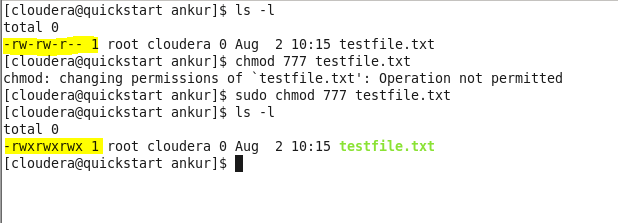 [cloudera@quickstart ankur]$ ls -l
total 0
-rw-rw-r-- 1 root cloudera 0 Aug  2 10:15 testfile.txt
[cloudera@quickstart ankur]$ chmod 777 testfile.txt
chmod: changing permissions of `testfile.txt': Operation not permitted
[cloudera@quickstart ankur]$ sudo chmod 777 testfile.txt
[cloudera@quickstart ankur]$ ls -l
total 0
-rwxrwxrwx 1 root cloudera 0 Aug  2 10:15 testfile.txt
[cloudera@quickstart ankur]$